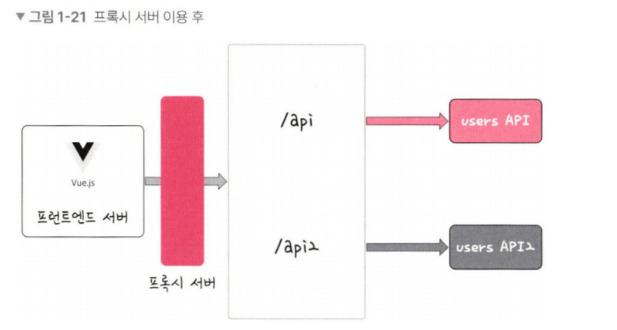 ▼ 그림 1-21 프록시 서버 이용 후
/api
users API
Vue.js
프런트엔드 서버
/api2
users API2
프록시 서버